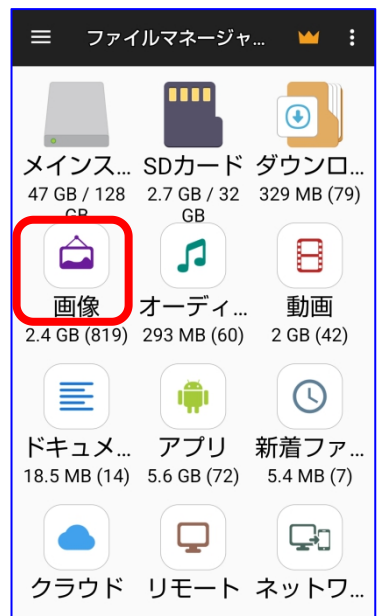 ファイルマネージャ...
メインス... SDカード ダウンロ...
47 GB / 128 GB 2.7 GB / 32 GB 329 MB (79)
画像 オーディ... 動画
2.4 GB (819) 293 MB (60) 2 GB (42)
ドキュメ... アプリ 新着ファ...
18.5 MB (14) 5.6 GB (72) 5.4 MB (7)
クラウド リモート ネットワ...